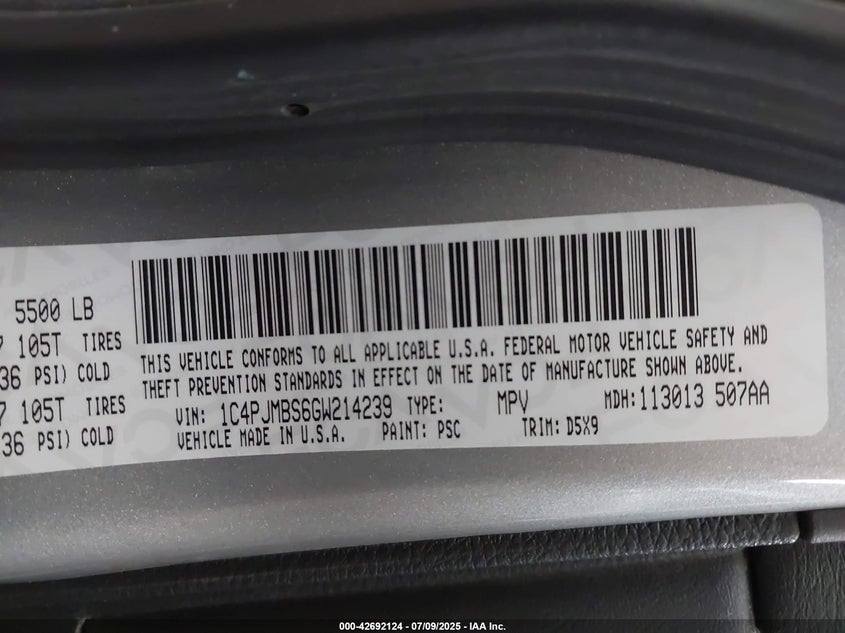 5500 LB
105T TIRES
36 PSI) COLD
105T TIRES
36 PSI) COLD
THIS VEHICLE CONFORMS TO ALL APPLICABLE U.S.A. FEDERAL MOTOR VEHICLE SAFETY AND
THEFT PREVENTION STANDARDS IN EFFECT ON THE DATE OF MANUFACTURE SHOWN ABOVE.
VIN: 1C4PJMBS6GW214239 TYPE: MPV MDH:113013 507AA
VEHICLE MADE IN U.S.A. PAINT: PSC TRIM: D5X9
000-42692124 - 07/09/2025 - IAA Inc.